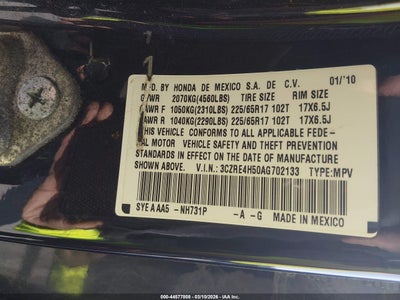 MFD. BY HONDA DE MEXICO S.A. DE C.V. 01/'10
GVWR 2070KG(4560LBS) TIRE SIZE RIM SIZE
GAWR F 1050KG(2310LBS) 225/65R17 102T 17X6.5J
GAWR R 1040KG(2290LBS) 225/65R17 102T 17X6.5J
THIS VEHICLE CONFORMS TO ALL APPLICABLE FEDE-
RAL MOTOR VEHICLE SAFETY AND THEFT PREVENTION
STANDARDS IN EFFECT ON THE DATE OF MANUFACTURE
SHOWN ABOVE. V.I.N.: 3CZRE4H50AG702133 TYPE:MPV
SYE A AA5 -NH731P -A -G MADE IN MEXICO
000-44577808 - 03/10/2026 - IAAI, Inc. ©